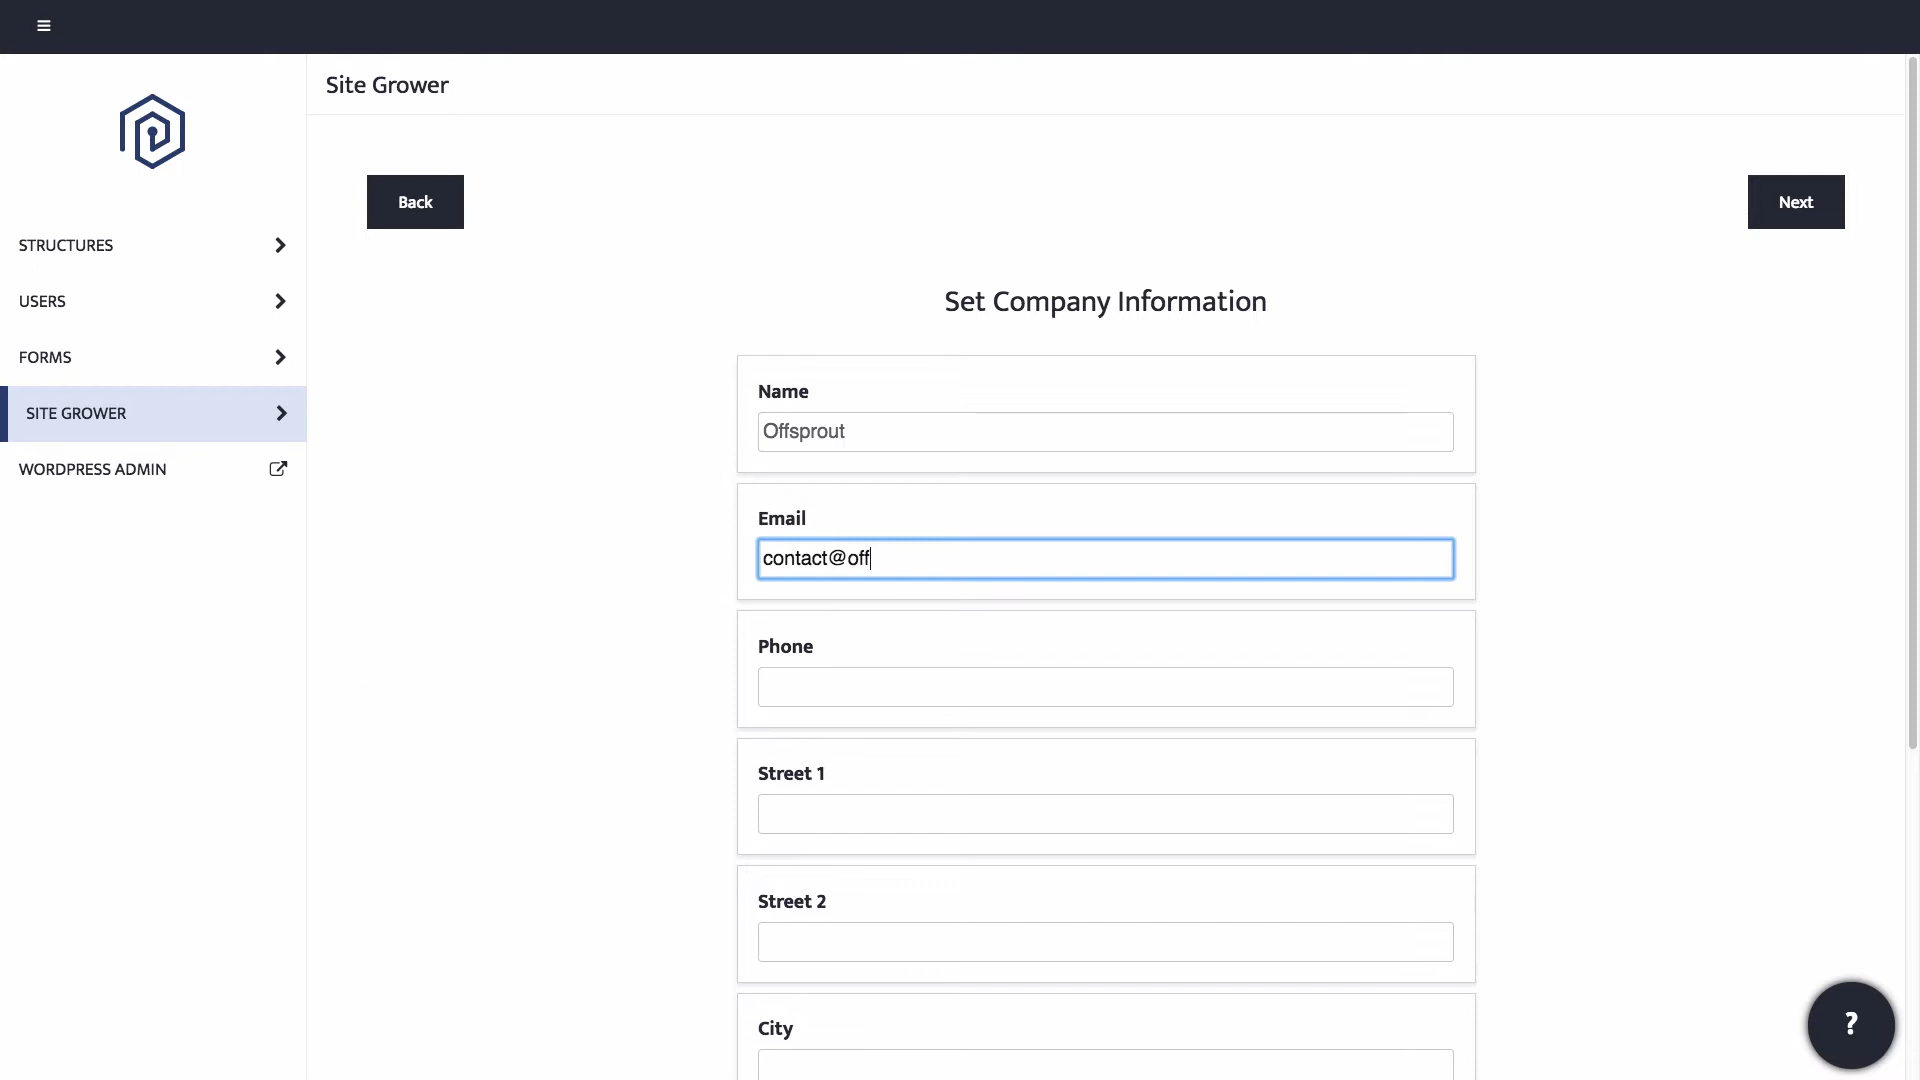 Site Grower
Back
Next
STRUCTURES
USERS
FORMS
SITE GROWER
WORDPRESS ADMIN
Set Company Information
Name
Offsprout
Email
contact@off
Phone
Street 1
Street 2
City
?